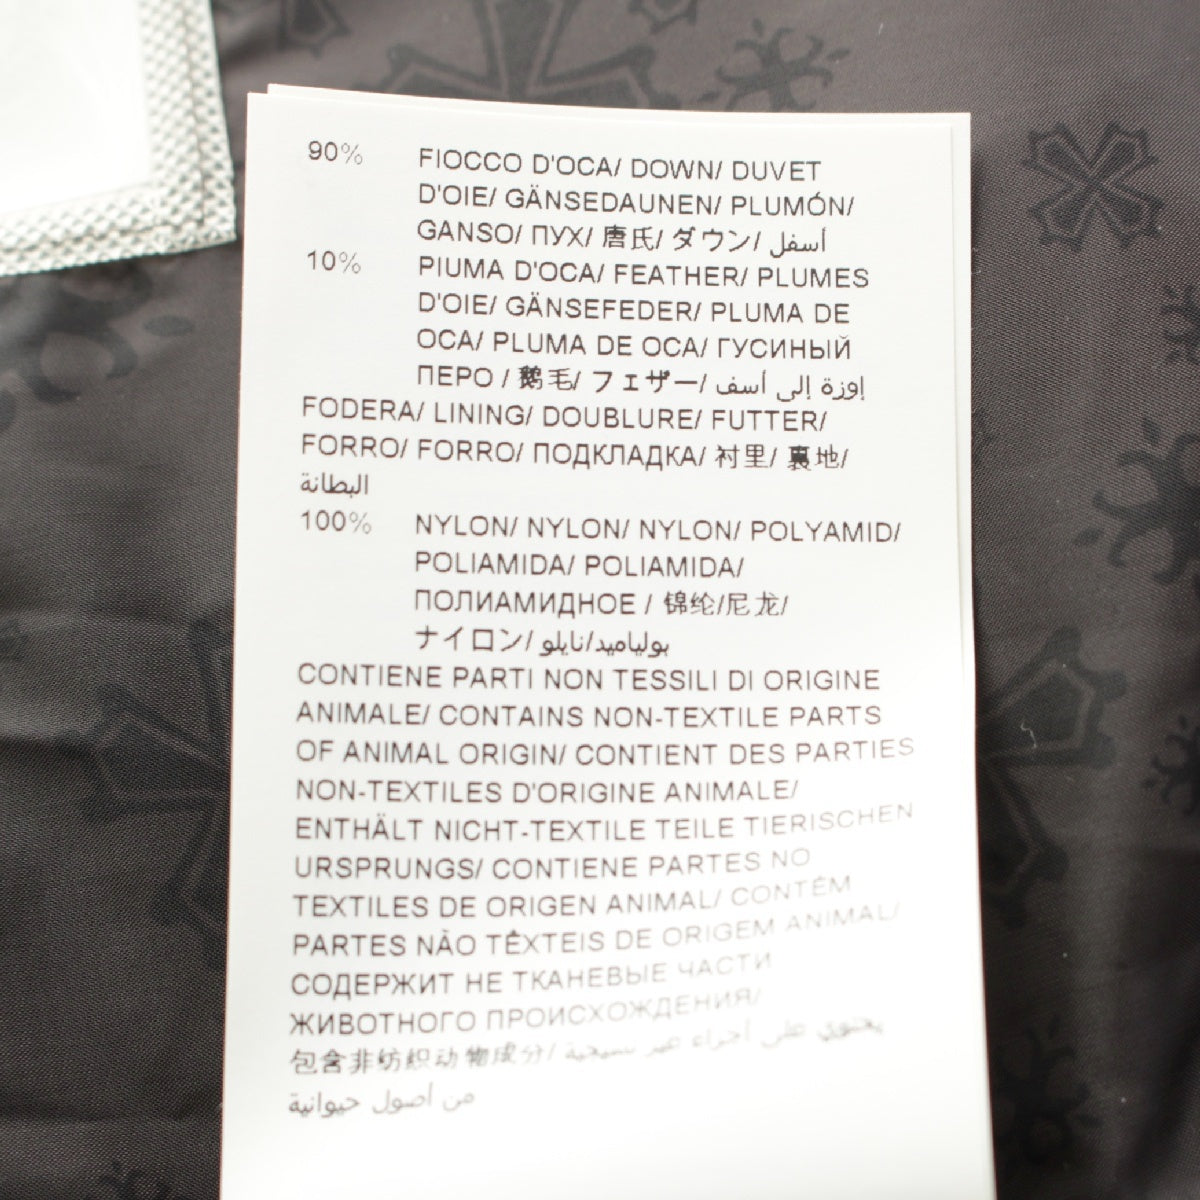 90% FIOCCO D'OCA/ DOWN/ DUVET
D'OIE/ GÄNSEDAUNEN/ PLUMÓN/
GANSO/ ПУХ/ 唐氏/ ダウン/ أسفل
10% PIUMA D'OCA/ FEATHER/ PLUMES
D'OIE/ GÄNSEFEDER/ PLUMA DE
OCA/ PLUMA DE OCA/ ГУСИНЫЙ
ПЕРО / 鹅毛/ フェザー/ إوزة إلى أسف
FODERA/ LINING/ DOUBLURE/ FUTTER/
FORRO/ FORRO/ ПОДКЛАДКА/ 衬里/ 裏地/
البطانة
100% NYLON/ NYLON/ NYLON/ POLYAMID/
POLIAMIDA/ POLIAMIDA/
ПОЛИАМИДНОЕ / 锦纶/尼龙/
ナイロン/ بولياميد/نايلو
CONTIENE PARTI NON TESSILI DI ORIGINE
ANIMALE/ CONTAINS NON-TEXTILE PARTS
OF ANIMAL ORIGIN/ CONTIENT DES PARTIES
NON-TEXTILES D'ORIGINE ANIMALE/
ENTHÄLT NICHT-TEXTILE TEILE TIERISCHEN
URSPRUNGS/ CONTIENE PARTES NO
TEXTILES DE ORIGEN ANIMAL/ CONTÉM
PARTES NÃO TÊXTEIS DE ORIGEM ANIMAL/
СОДЕРЖИТ НЕ ТКАНЕВЫЕ ЧАСТИ
ЖИВОТНОГО ПРОИСХОЖДЕНИЯ/
包含非纺织动物成分/ يحتوي على أجزاء غير نسيجية
من أصول حيوانية